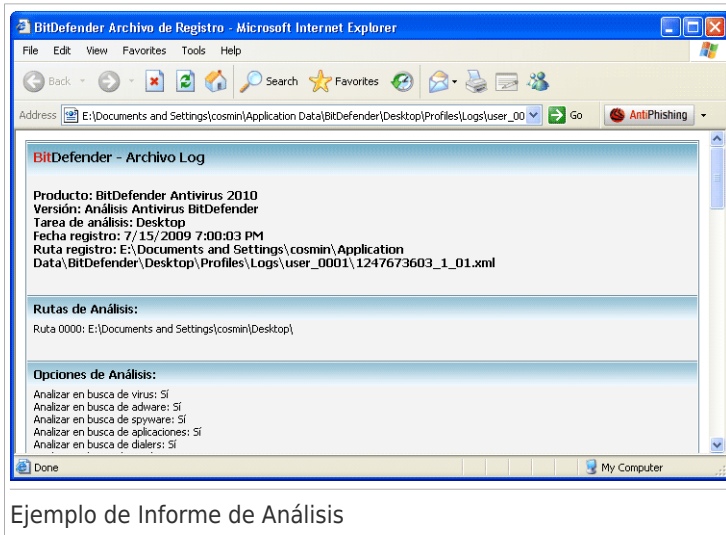 BitDefender Archivo de Registro - Microsoft Internet Explorer
File Edit View Favorites Tools Help
Back Search Favorites
Address E:\Documents and Settings\cosmin\Application Data\BitDefender\Desktop\Profiles\Logs\user_00 Go AntiPhishing
BitDefender - Archivo Log
Producto: BitDefender Antivirus 2010
Versión: Análisis Antivirus BitDefender
Tarea de análisis: Desktop
Fecha registro: 7/15/2009 7:00:03 PM
Ruta registro: E:\Documents and Settings\cosmin\Application
Data\BitDefender\Desktop\Profiles\Logs\user_0001\1247673603_1_01.xml
Rutas de Análisis:
Ruta 0000: E:\Documents and Settings\cosmin\Desktop\
Opciones de Análisis:
Analizar en busca de virus: Sí
Analizar en busca de adware: Sí
Analizar en busca de spyware: Sí
Analizar en busca de aplicaciones: Sí
Analizar en busca de dialers: Sí
Done My Computer
Ejemplo de Informe de Análisis